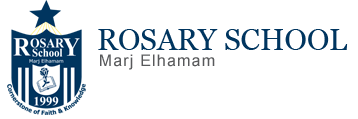 ROSARY
School
Marj Elhamam
1999
Cornerstone of Faith & Knowledge
ROSARY SCHOOL
Marj Elhamam